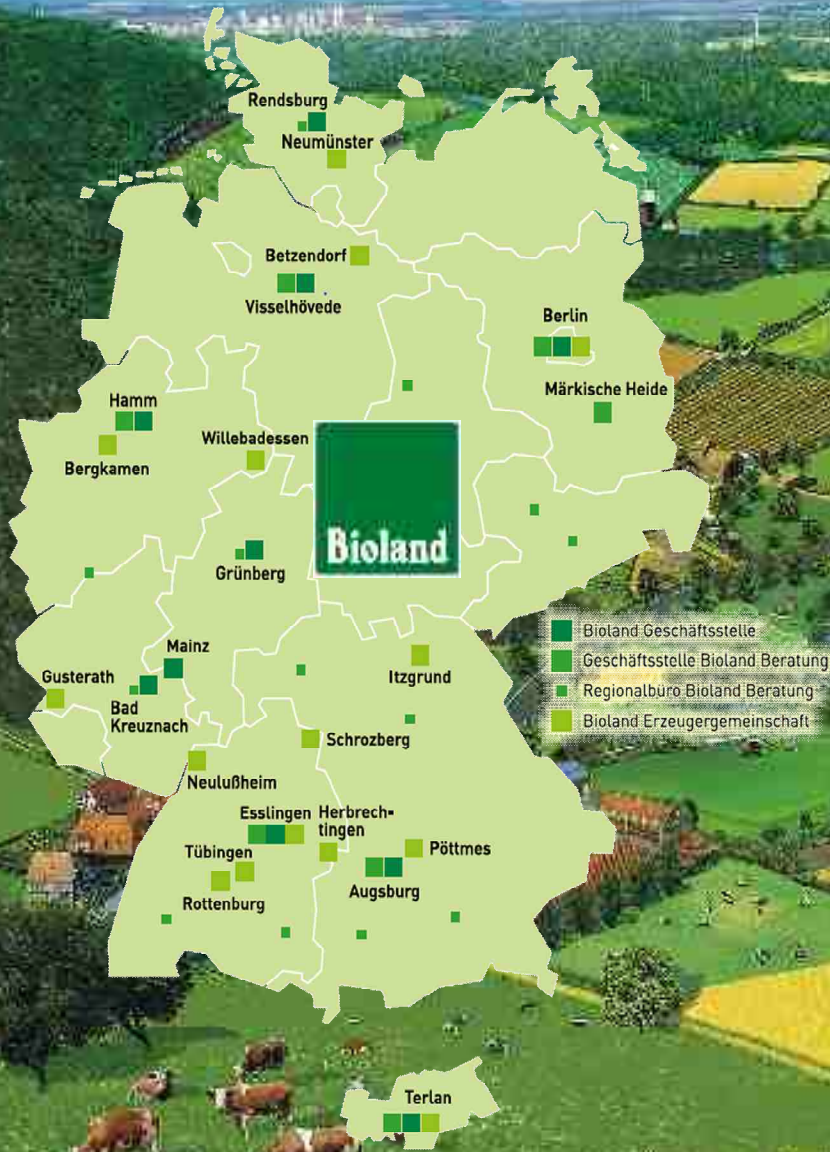 Rendsburg
Neumünster
Betzendorf
Visselhövede
Berlin
Märkische Heide
Hamm
Bergkamen
Willebadessen
Bioland
Grünberg
Bioland Geschäftsstelle
Geschäftsstelle Bioland Beratung
Regionalbüro Bioland Beratung
Bioland Erzeugergemeinschaft
Mainz
Gusterath
Bad
Kreuznach
Itzgrund
Schrozberg
Neulußheim
Esslingen
Herbrech-
tingen
Tübingen
Rottenburg
Pöttmes
Augsburg
Terlan